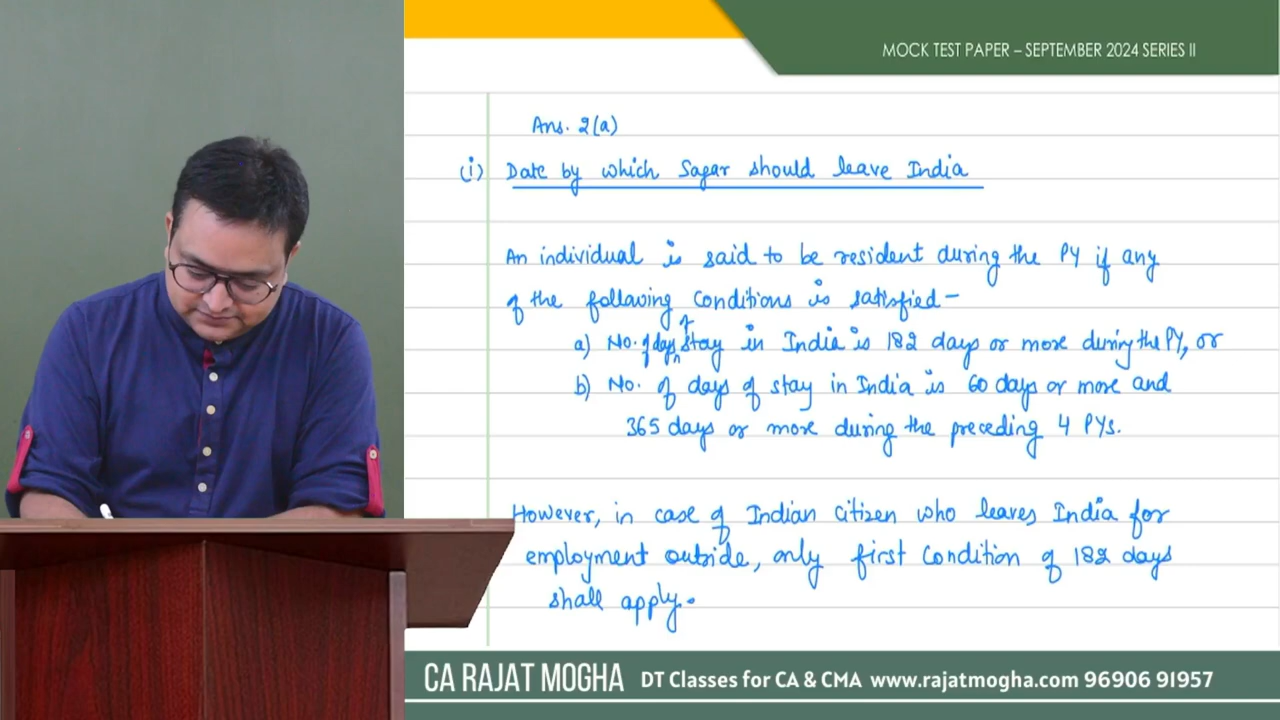 MOCK TEST PAPER – SEPTEMBER 2024 SERIES II
Ans. 2(a)
(i) Date by which Sagar should leave India
An individual is said to be resident during the PY if any
of the following conditions is satisfied –
a) No. of days of stay in India is 182 days or more during the PY, or
b) No. of days of stay in India is 60 days or more and
365 days or more during the preceding 4 PYs.
However, in case of Indian citizen who leaves India for
employment outside, only first condition of 182 days
shall apply.
CA RAJAT MOGHA DT Classes for CA & CMA www.rajatmogha.com 96906 91957